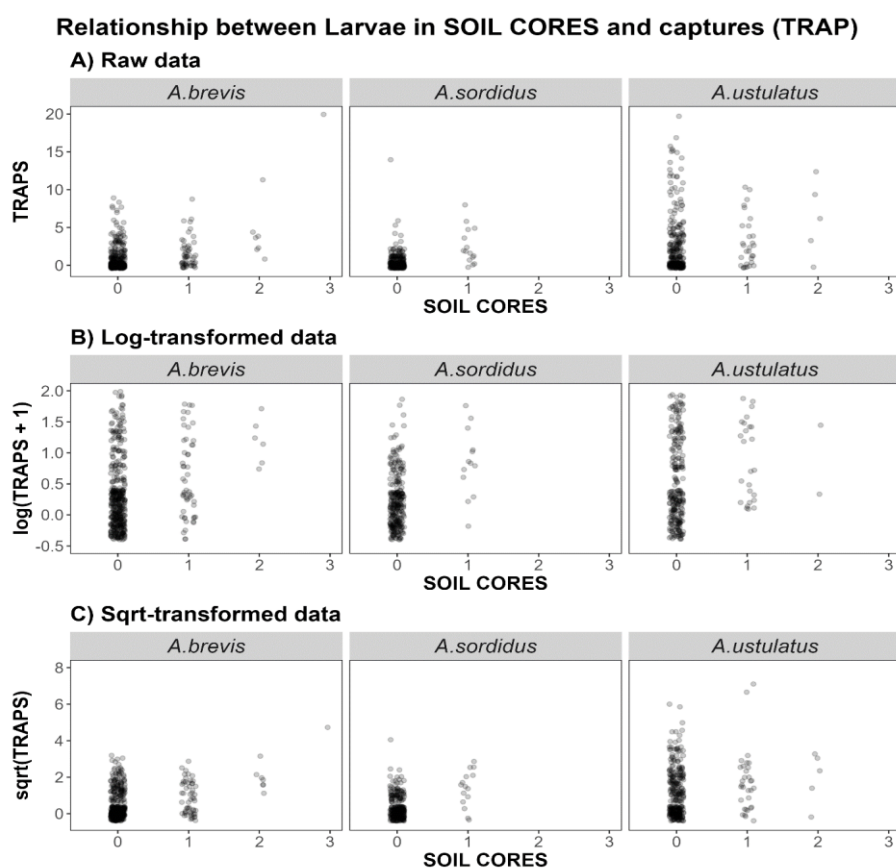 Relationship between Larvae in SOIL CORES and captures (TRAP)
A) Raw data
A.brevis A.sordidus A.ustulatus
20
15
10
5
0
TRAPS
0 1 2 3 0 1 2 3 0 1 2 3
SOIL CORES
B) Log-transformed data
A.brevis A.sordidus A.ustulatus
2.0
1.5
1.0
0.5
0.0
-0.5
log(TRAPS + 1)
0 1 2 3 0 1 2 3 0 1 2 3
SOIL CORES
C) Sqrt-transformed data
A.brevis A.sordidus A.ustulatus
8
6
4
2
0
sqrt(TRAPS)
0 1 2 3 0 1 2 3 0 1 2 3
SOIL CORES